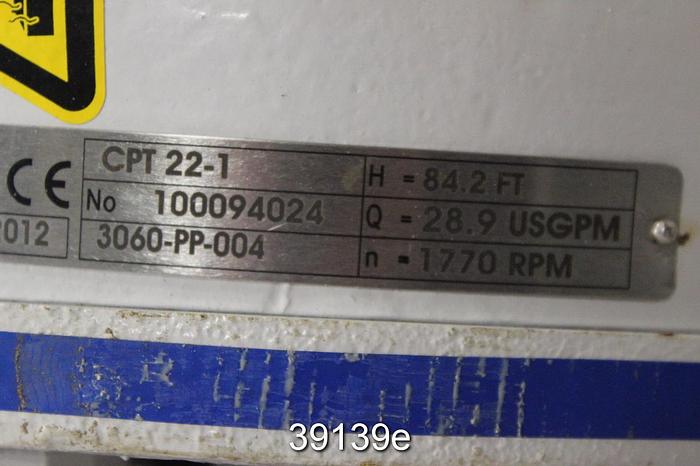 CE
2012
CPT 22-1
No 100094024
3060-PP-004
H = 84.2 FT
Q = 28.9 USGPM
n = 1770 RPM
39139e